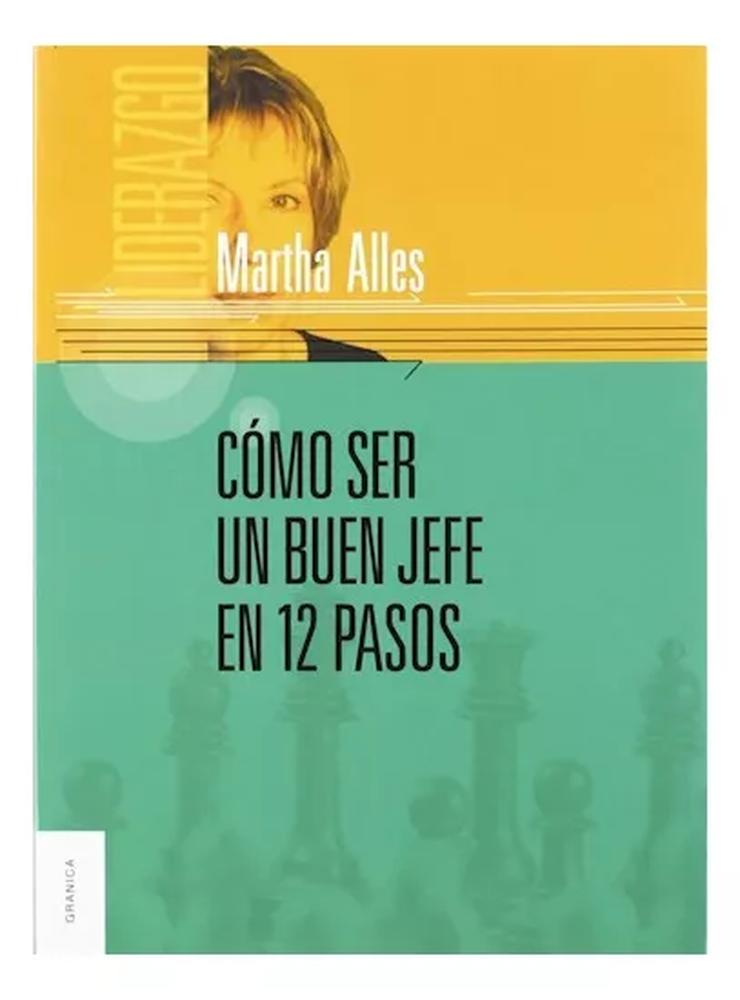 LIDERAZGO
Martha Alles
CÓMO SER
UN BUEN JEFE
EN 12 PASOS
GRANICA